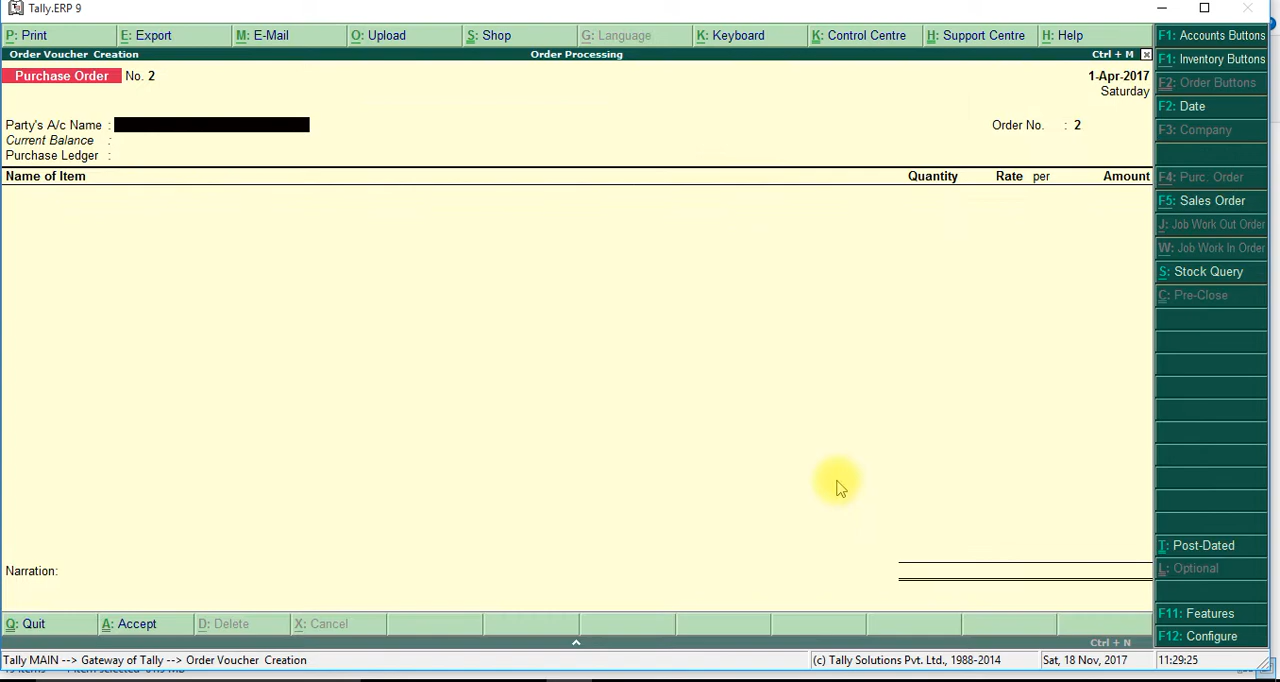 Tally.ERP 9
P: Print E: Export M: E-Mail O: Upload S: Shop G: Language K: Keyboard K: Control Centre H: Support Centre H: Help
Order Voucher Creation Order Processing Ctrl + M
Purchase Order No. 2 1-Apr-2017
Saturday
Party's A/c Name : Order No. : 2
Current Balance :
Purchase Ledger :
Name of Item Quantity Rate per Amount
Narration:
F1: Accounts Buttons
F1: Inventory Buttons
F2: Order Buttons
F2: Date
F3: Company
F4: Purc. Order
F5: Sales Order
J: Job Work Out Order
W: Job Work In Order
S: Stock Query
C: Pre-Close
T: Post-Dated
L: Optional
F11: Features
F12: Configure
Q: Quit A: Accept D: Delete X: Cancel
Ctrl + N
Tally MAIN --> Gateway of Tally --> Order Voucher Creation (c) Tally Solutions Pvt. Ltd., 1988-2014 Sat, 18 Nov, 2017 11:29:25